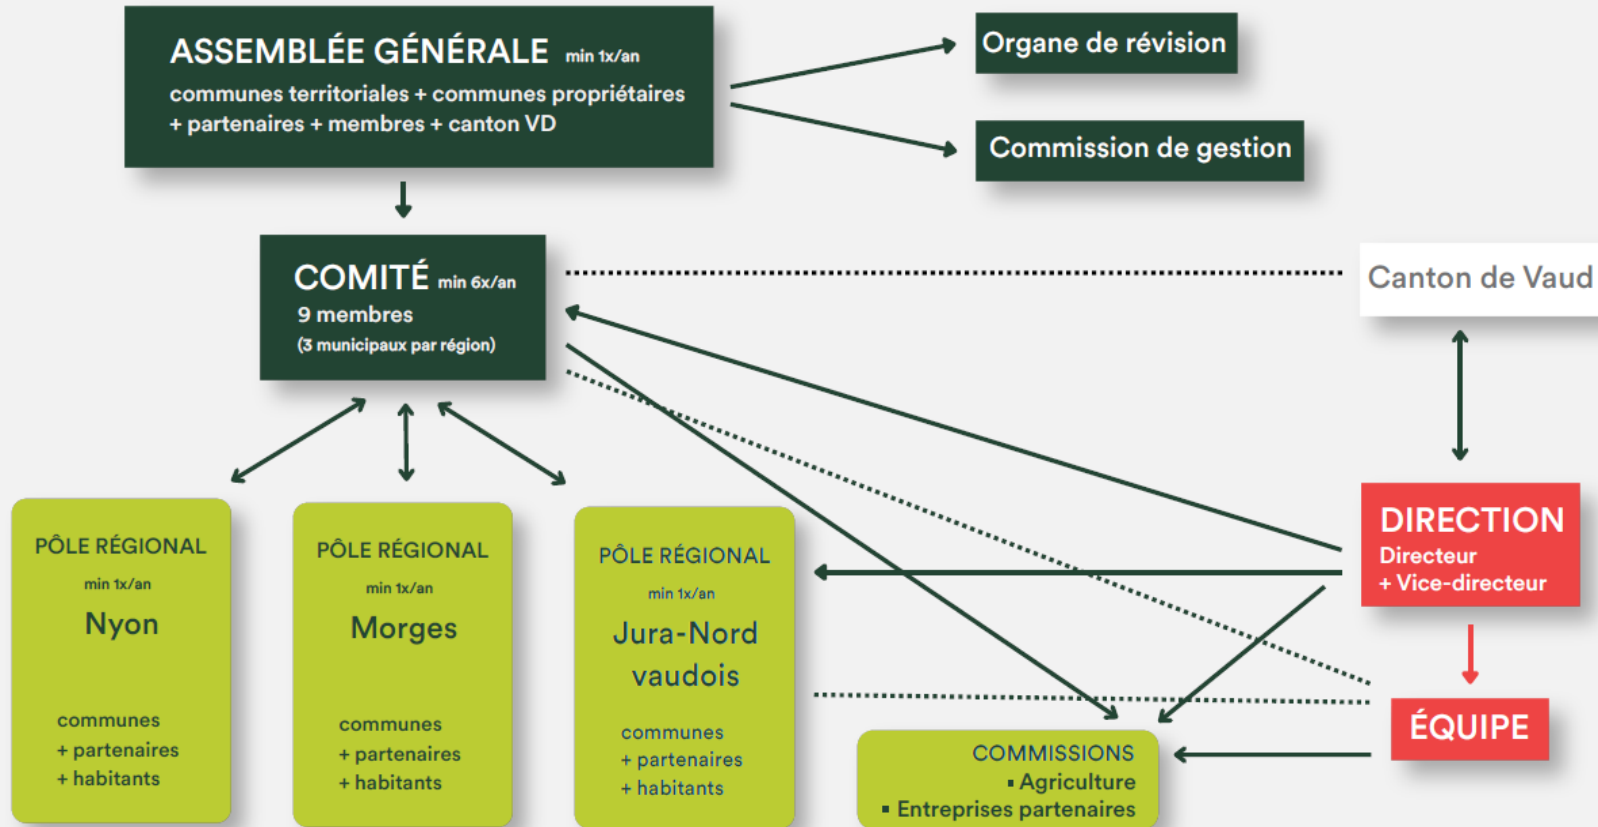 ASSEMBLÉE GÉNÉRALE min 1x/an
communes territoriales + communes propriétaires
+ partenaires + membres + canton VD
Organe de révision
Commission de gestion
COMITÉ min 6x/an
9 membres
(3 municipaux par région)
Canton de Vaud
PÔLE RÉGIONAL
min 1x/an
Nyon
communes
+ partenaires
+ habitants
PÔLE RÉGIONAL
min 1x/an
Morges
communes
+ partenaires
+ habitants
PÔLE RÉGIONAL
min 1x/an
Jura-Nord
vaudois
communes
+ partenaires
+ habitants
DIRECTION
Directeur
+ Vice-directeur
ÉQUIPE
COMMISSIONS
▪ Agriculture
▪ Entreprises partenaires